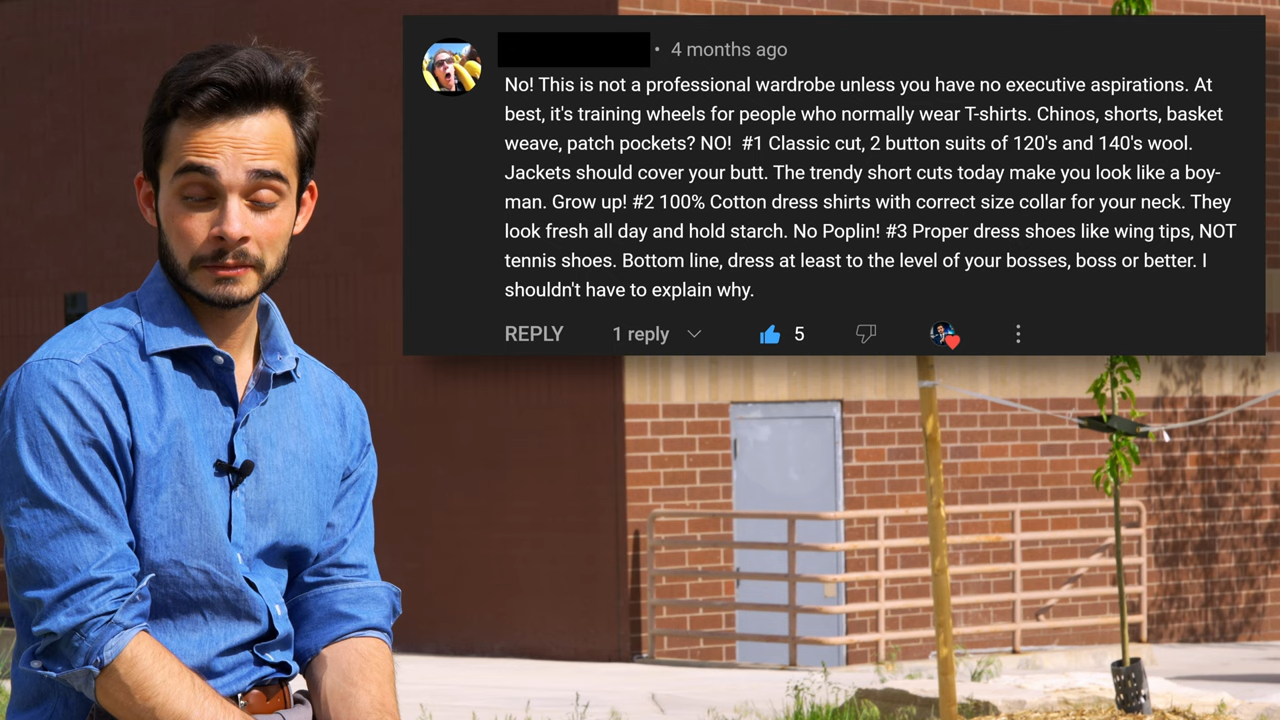 • 4 months ago
No! This is not a professional wardrobe unless you have no executive aspirations. At
best, it's training wheels for people who normally wear T-shirts. Chinos, shorts, basket
weave, patch pockets? NO!  #1 Classic cut, 2 button suits of 120's and 140's wool.
Jackets should cover your butt. The trendy short cuts today make you look like a boy-
man. Grow up! #2 100% Cotton dress shirts with correct size collar for your neck. They
look fresh all day and hold starch. No Poplin! #3 Proper dress shoes like wing tips, NOT
tennis shoes. Bottom line, dress at least to the level of your bosses, boss or better. I
shouldn't have to explain why.
REPLY 1 reply 5